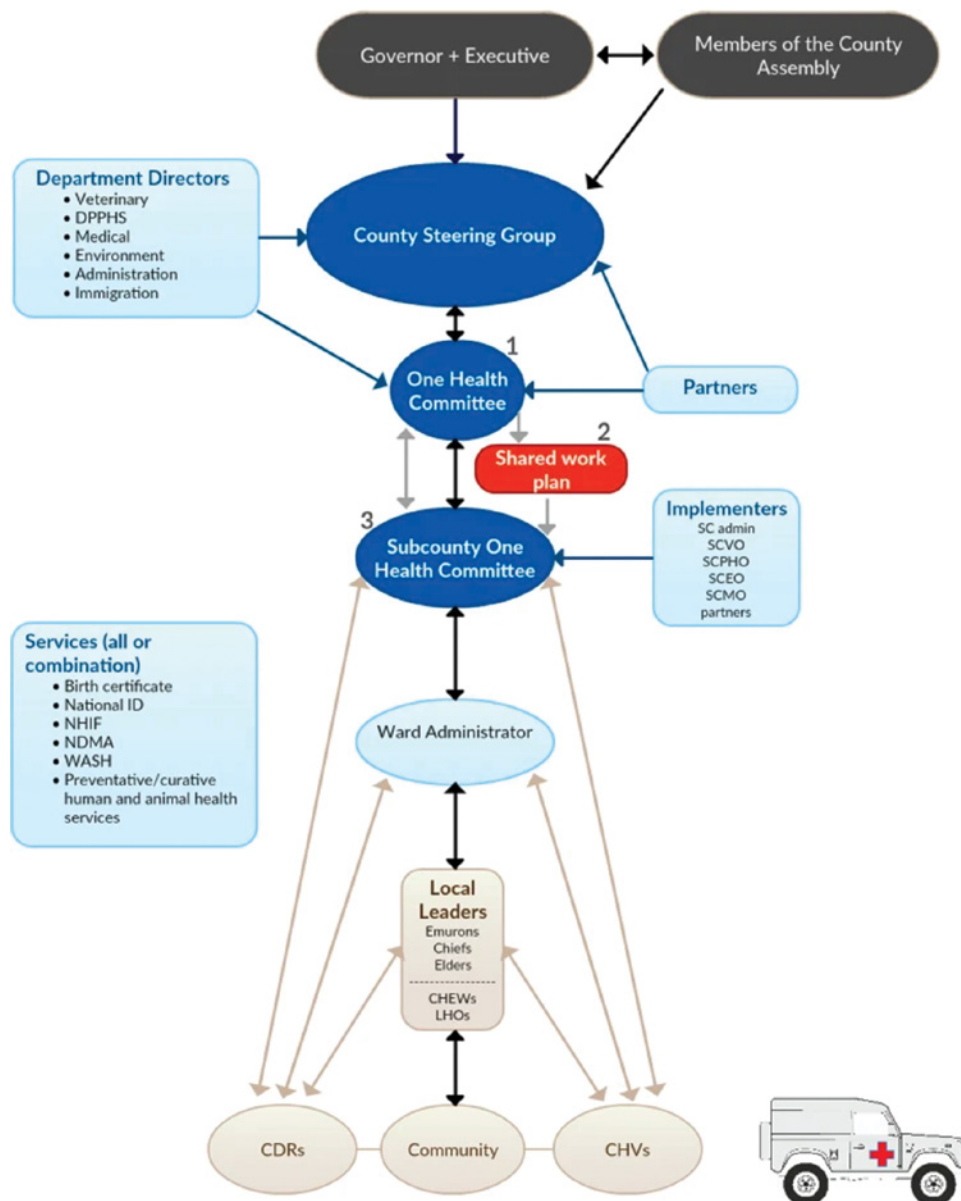 Governor + Executive
Members of the County
Assembly
Department Directors
• Veterinary
• DPPHS
• Medical
• Environment
• Administration
• Immigration
County Steering Group
1
One Health
Committee
Partners
2
Shared work
plan
3
Subcounty One
Health Committee
Implementers
SC admin
SCVO
SCPHO
SCEO
SCMO
partners
Services (all or
combination)
• Birth certificate
• National ID
• NHIF
• NDMA
• WASH
• Preventative/curative
human and animal health
services
Ward Administrator
Local
Leaders
Emurons
Chiefs
Elders
CHEWs
LHOs
CDRs
Community
CHVs